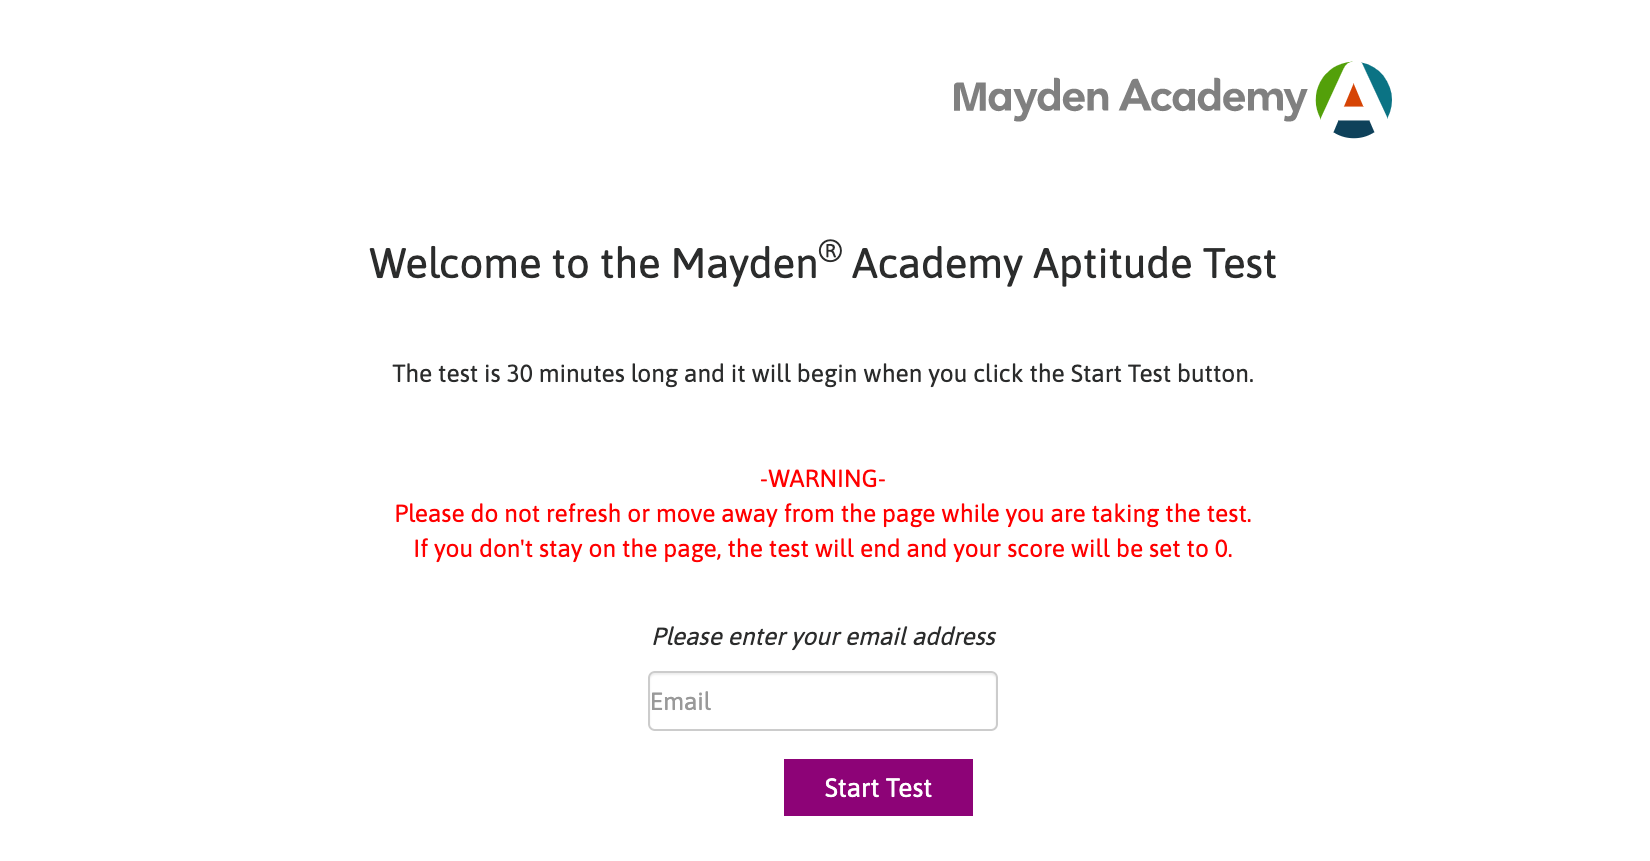 Mayden Academy
Welcome to the Mayden® Academy Aptitude Test
The test is 30 minutes long and it will begin when you click the Start Test button.
-WARNING-
Please do not refresh or move away from the page while you are taking the test.
If you don't stay on the page, the test will end and your score will be set to 0.
Please enter your email address
Email
Start Test